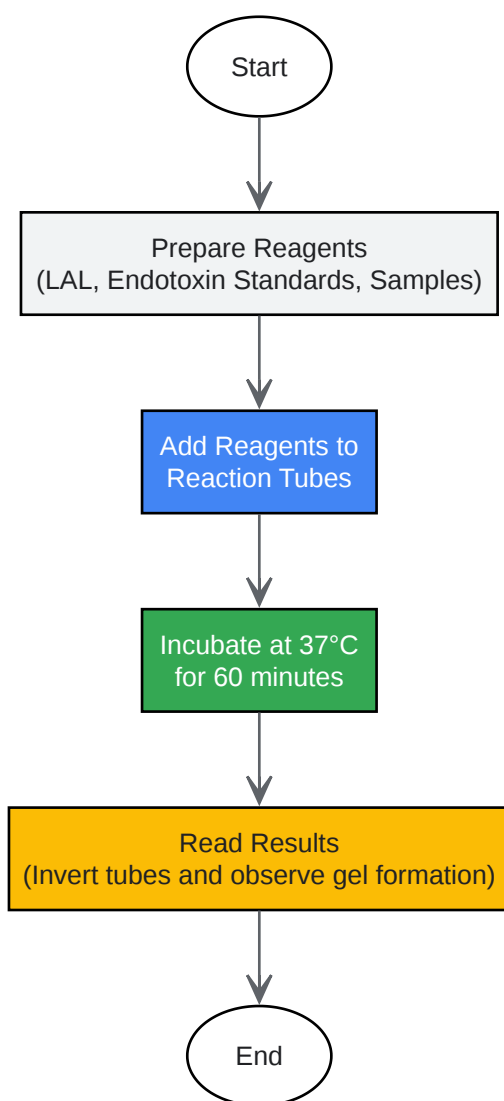 Start
Prepare Reagents
(LAL, Endotoxin Standards, Samples)
Add Reagents to
Reaction Tubes
Incubate at 37°C
for 60 minutes
Read Results
(Invert tubes and observe gel formation)
End